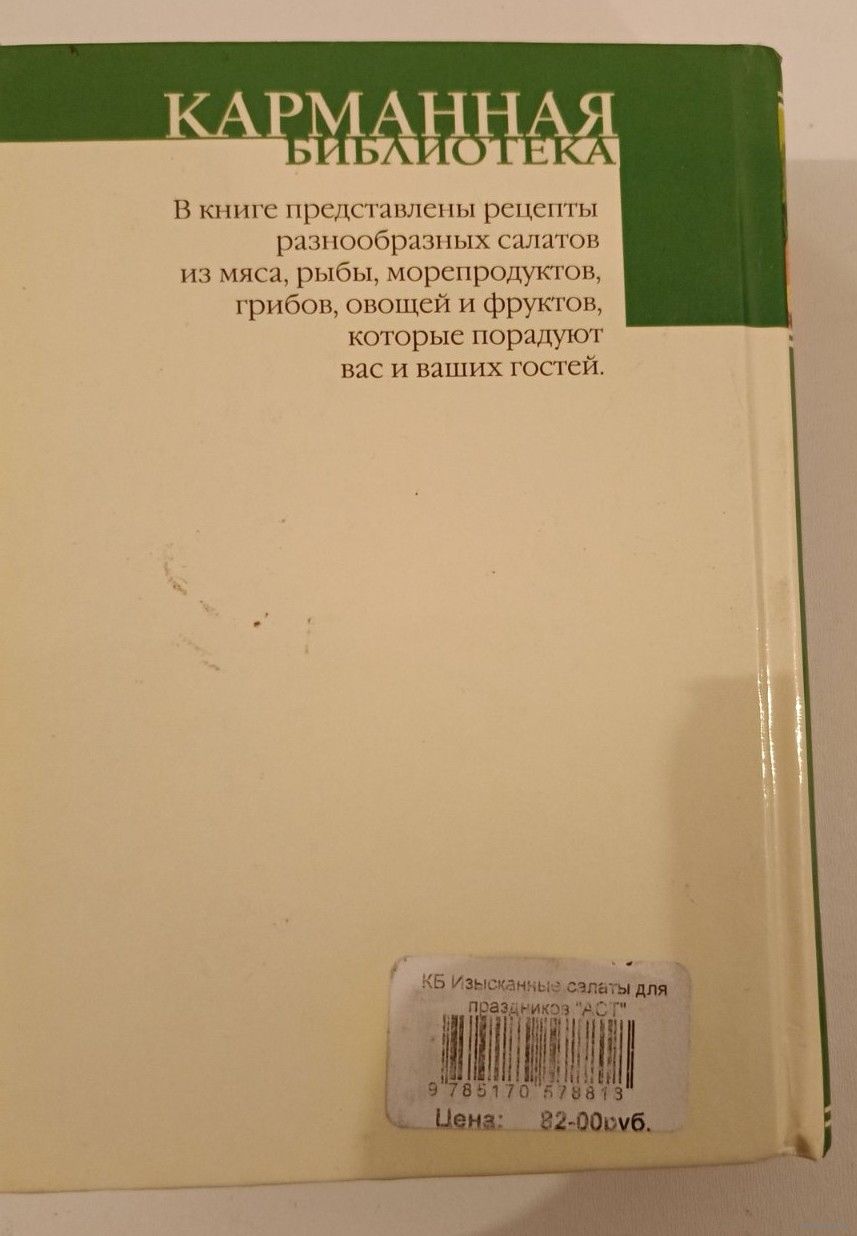 КАРМАННАЯ
БИБЛИОТЕКА
В книге представлены рецепты
разнообразных салатов
из мяса, рыбы, морепродуктов,
грибов, овощей и фруктов,
которые порадуют
вас и ваших гостей.
КБ Изысканные салаты для
праздников "АСТ"
9 785170 578813
Цена: 82-00руб.